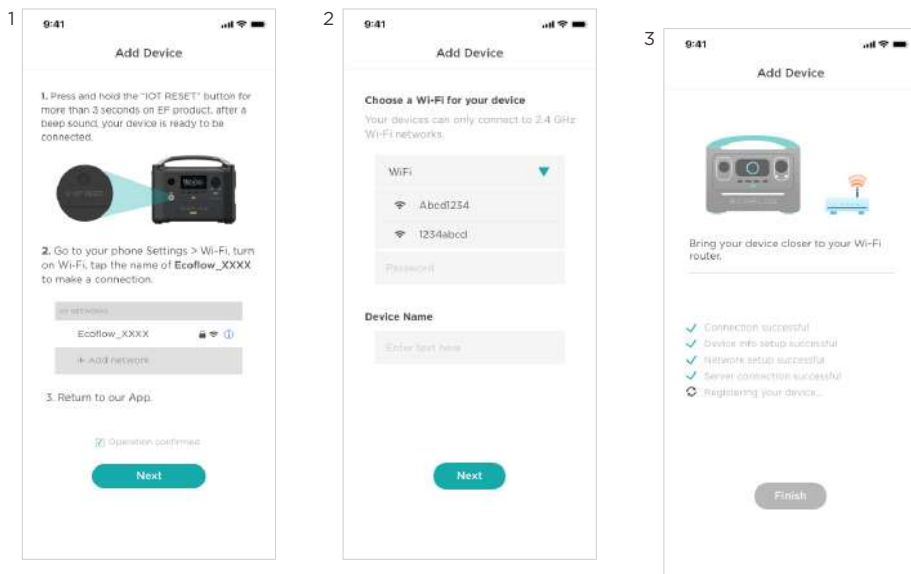 1
9:41
Add Device
1. Press and hold the "IOT RESET" button for
more than 3 seconds on EF product, after a
beep sound, your device is ready to be
connected.
IOT RESET
2. Go to your phone Settings > Wi-Fi, turn
on Wi-Fi, tap the name of Ecoflow_XXXX
to make a connection.
MY NETWORKS
Ecoflow_XXXX
+ Add network
3. Return to our App.
Operation confirmed
Next
2
9:41
Add Device
Choose a Wi-Fi for your device
Your devices can only connect to 2.4 GHz
Wi-Fi networks.
WiFi
Abcd1234
1234abcd
Password
Device Name
Enter text here
Next
3
9:41
Add Device
Bring your device closer to your Wi-Fi
router.
Connection successful
Device info setup successful
Network setup successful
Server connection successful
Registering your device...
Finish